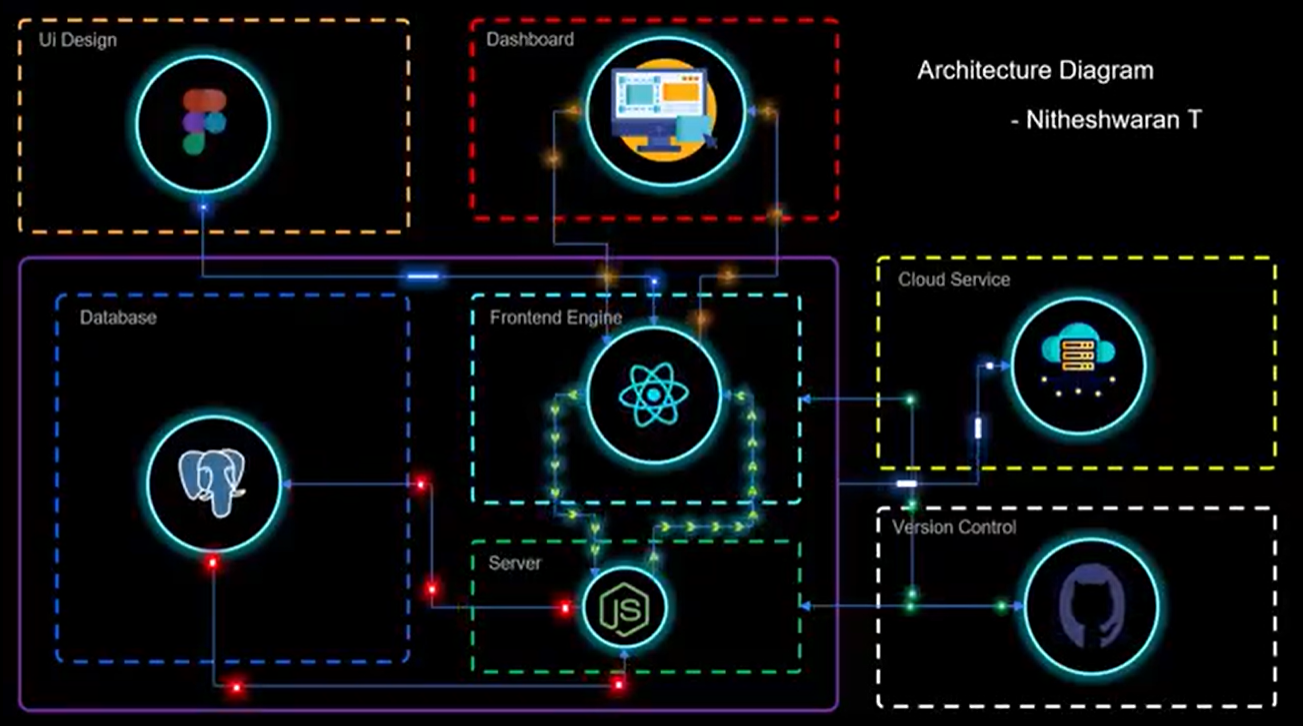 Ui Design
Dashboard
Architecture Diagram
- Nitheshwaran T
Database
Frontend Engine
Cloud Service
Version Control
Server
JS